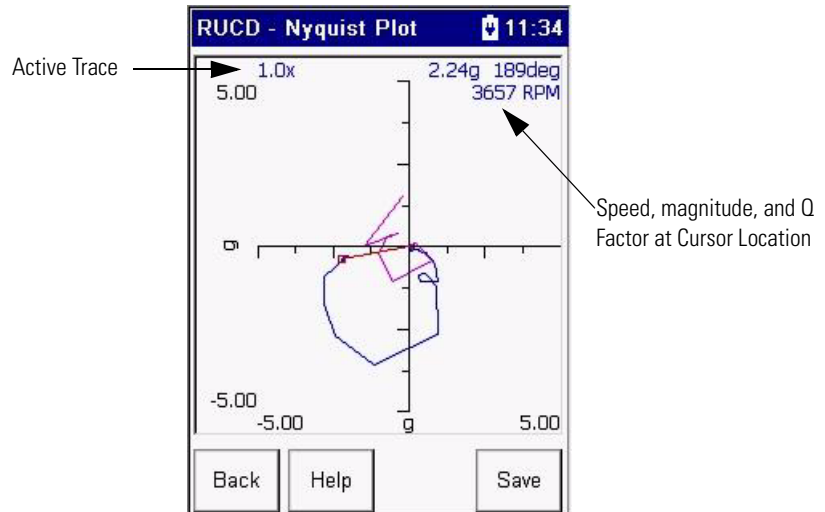 RUCD - Nyquist Plot 11:34
Active Trace
1.0x
2.24g 189deg
5.00
3657 RPM
Speed, magnitude, and Q
Factor at Cursor Location
g
-5.00
-5.00
g
5.00
Back
Help
Save